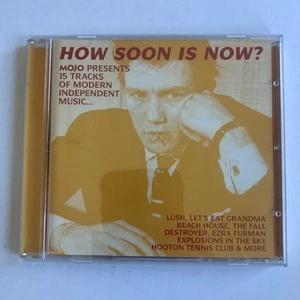 HOW SOON IS NOW?
MOJO PRESENTS
15 TRACKS
OF MODERN
INDEPENDENT
MUSIC...
LUSH, LET'S EAT GRANDMA
BEACH HOUSE, THE FALL
DESTROYER, EZRA FURMAN
EXPLOSIONS IN THE SKY
HOOTON TENNIS CLUB & MORE